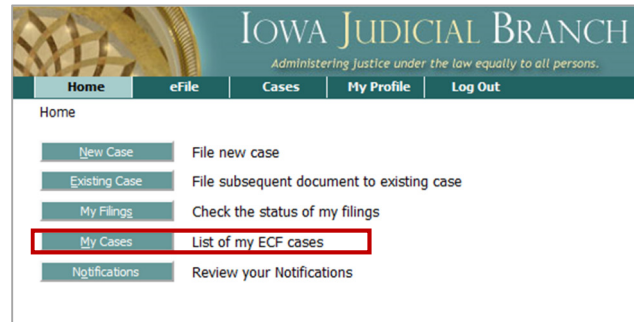 IOWA JUDICIAL BRANCH
Administering justice under the law equally to all persons.
Home eFile Cases My Profile Log Out
Home
New Case File new case
Existing Case File subsequent document to existing case
My Filings Check the status of my filings
My Cases List of my ECF cases
Notifications Review your Notifications